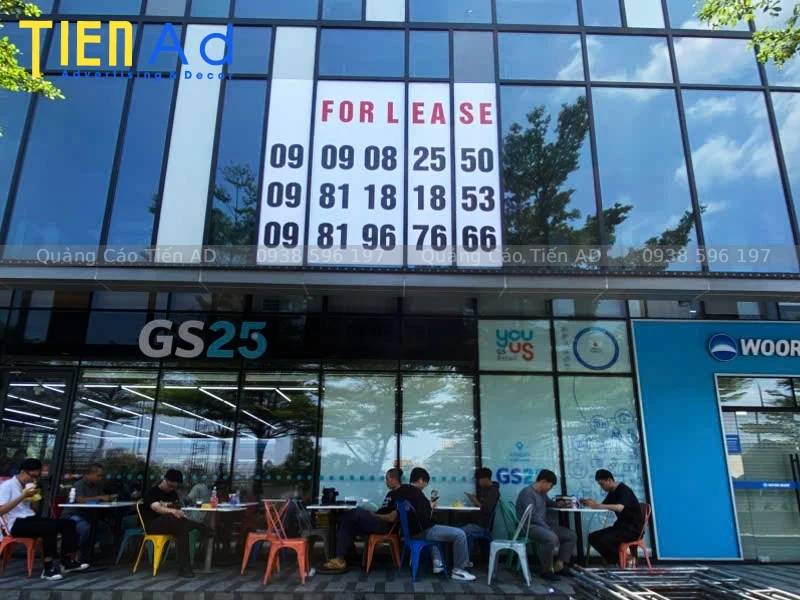 TIEN Ad
Advertising & Decor
FOR LEASE
09 09 08 25 50
09 81 18 18 53
09 81 96 76 66
Quảng Cáo Tiến AD 0938 596 197 Quảng Cáo Tiến AD 0938 596 197
GS25
you
us
GS Retail
WOOR
GS25